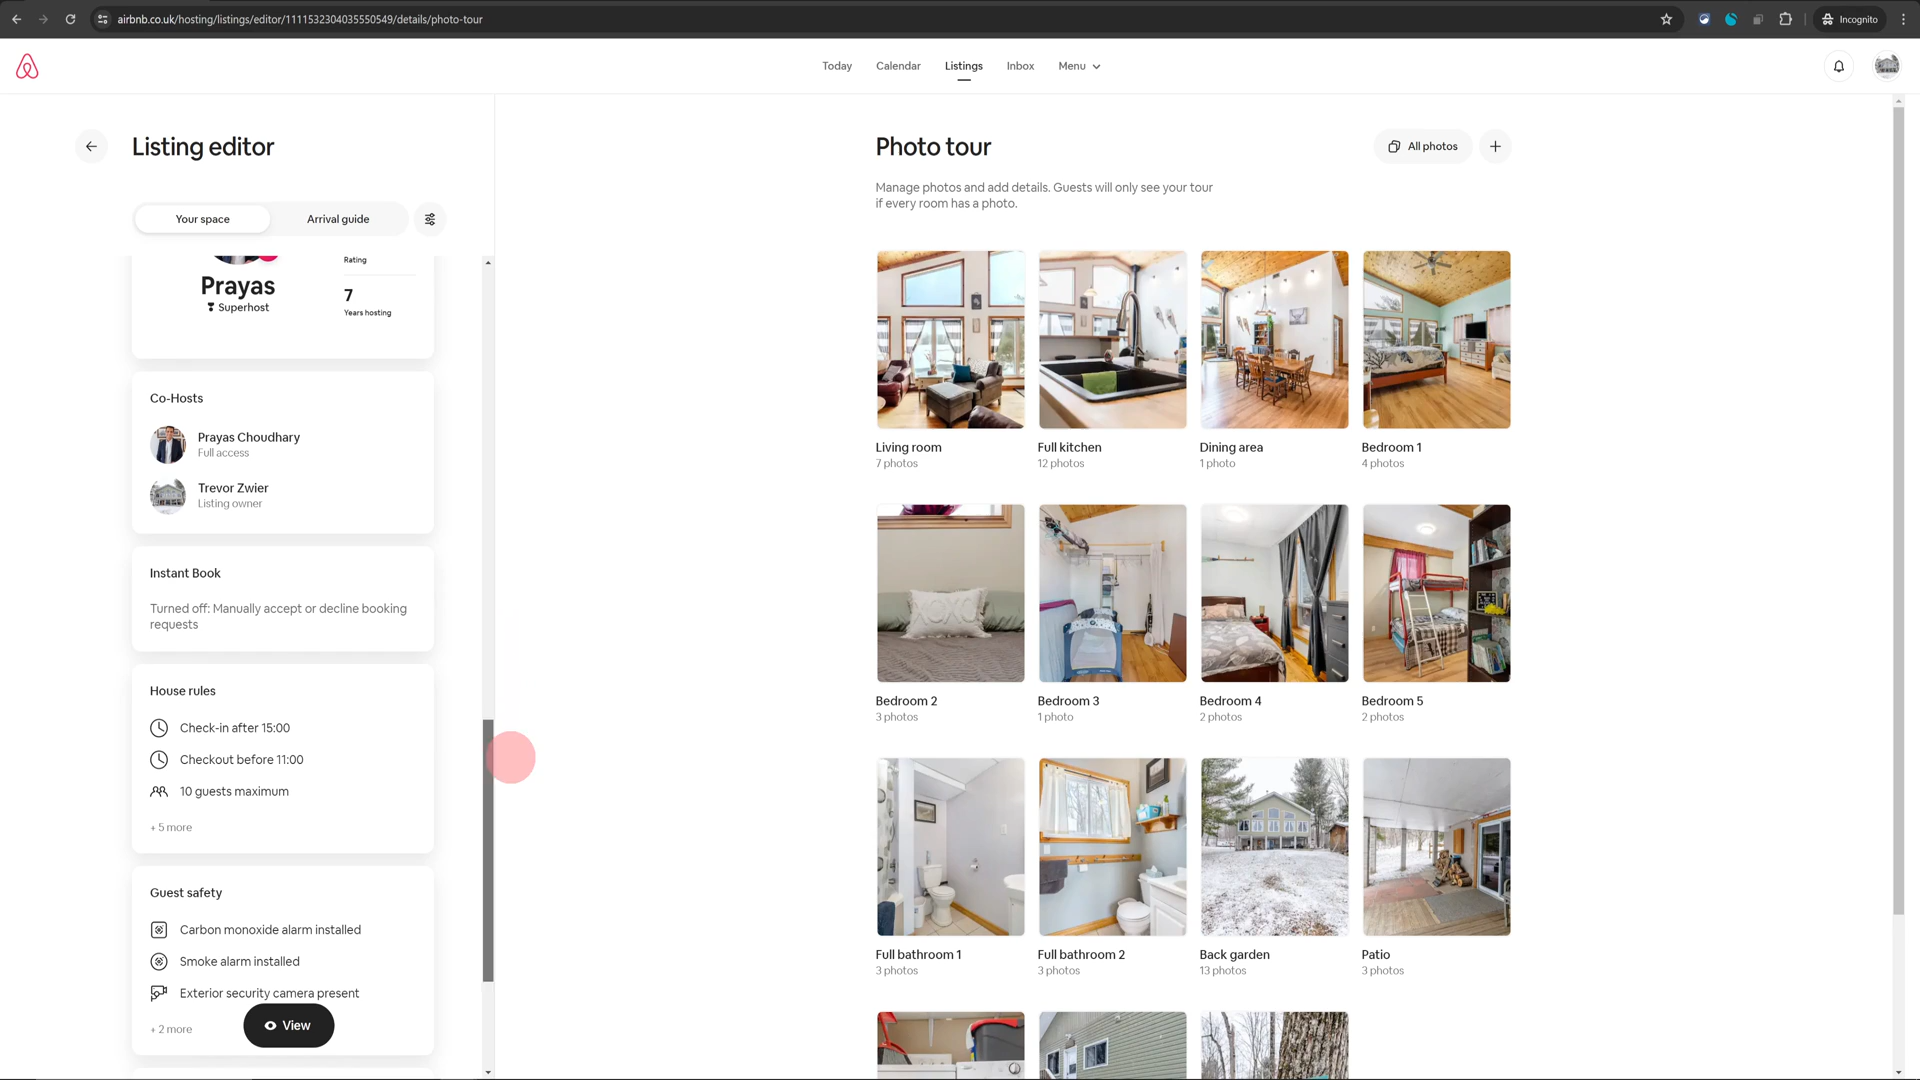 airbnb.co.uk/hosting/listings/editor/1111532304035550549/details/photo-tour
Incognito
Today
Calendar
Listings
Inbox
Menu
Listing editor
Your space
Arrival guide
Rating
Prayas
Superhost
7
Years hosting
Co-Hosts
Prayas Choudhary
Full access
Trevor Zwier
Listing owner
Instant Book
Turned off: Manually accept or decline booking
requests
House rules
Check-in after 15:00
Checkout before 11:00
10 guests maximum
+ 5 more
Guest safety
Carbon monoxide alarm installed
Smoke alarm installed
Exterior security camera present
+ 2 more
View
Photo tour
All photos
Manage photos and add details. Guests will only see your tour
if every room has a photo.
Living room
7 photos
Full kitchen
12 photos
Dining area
1 photo
Bedroom 1
4 photos
Bedroom 2
3 photos
Bedroom 3
1 photo
Bedroom 4
2 photos
Bedroom 5
2 photos
Full bathroom 1
3 photos
Full bathroom 2
3 photos
Back garden
13 photos
Patio
3 photos